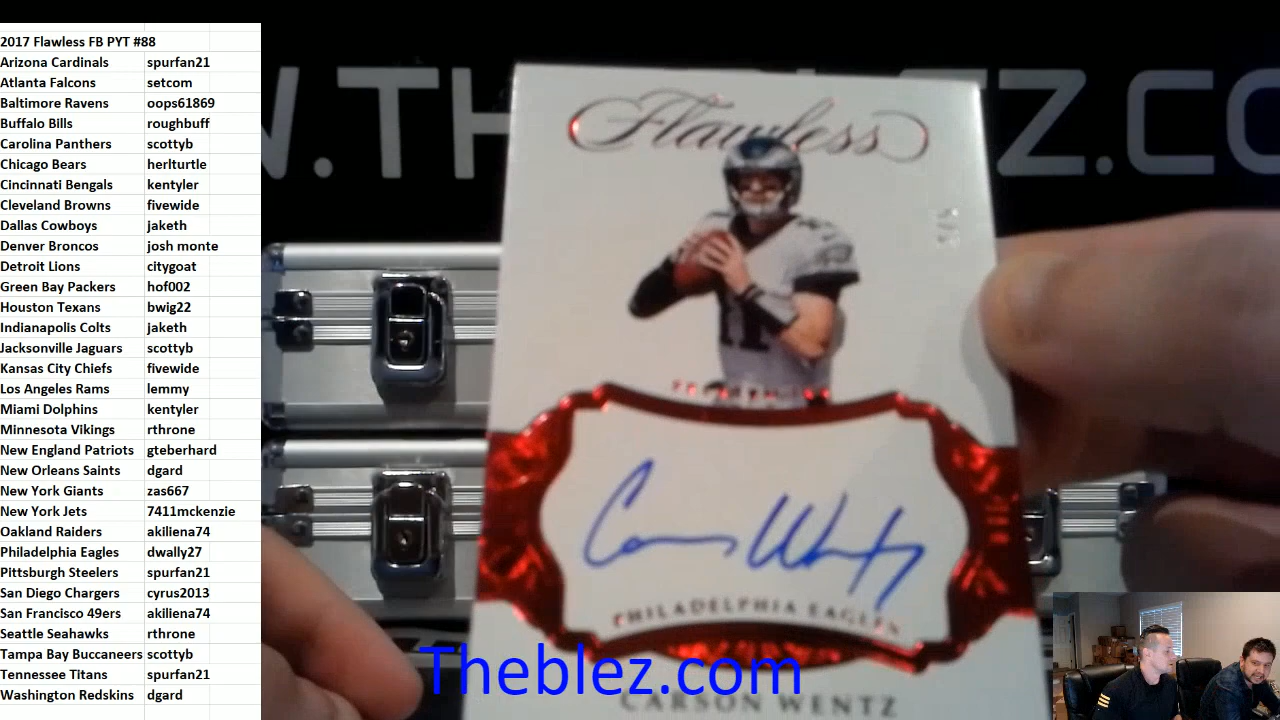 2017 Flawless FB PYT #88
Arizona Cardinals spurfan21
Atlanta Falcons setcom
Baltimore Ravens oops61869
Buffalo Bills roughbuff
Carolina Panthers scottyb
Chicago Bears herlturtle
Cincinnati Bengals kentyler
Cleveland Browns fivewide
Dallas Cowboys jaketh
Denver Broncos josh monte
Detroit Lions citygoat
Green Bay Packers hof002
Houston Texans bwig22
Indianapolis Colts jaketh
Jacksonville Jaguars scottyb
Kansas City Chiefs fivewide
Los Angeles Rams lemmy
Miami Dolphins kentyler
Minnesota Vikings rthrone
New England Patriots gteberhard
New Orleans Saints dgard
New York Giants zas667
New York Jets 7411mckenzie
Oakland Raiders akiliena74
Philadelphia Eagles dwally27
Pittsburgh Steelers spurfan21
San Diego Chargers cyrus2013
San Francisco 49ers akiliena74
Seattle Seahawks rthrone
Tampa Bay Buccaneers scottyb
Tennessee Titans spurfan21
Washington Redskins dgard
Flawless
11
Carson Wentz
PHILADELPHIA EAGLES
CARSON WENTZ
Theblez.com